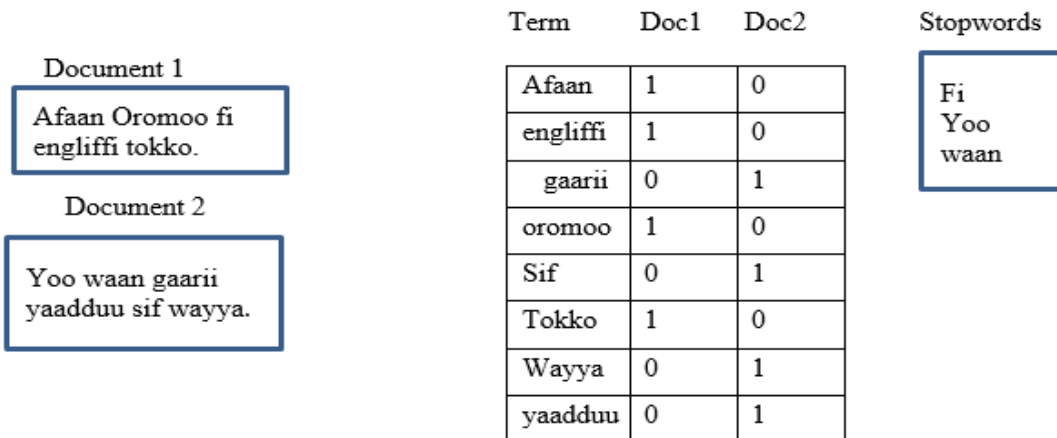 Document 1
Afaan Oromoo fi
engliffi tokko.
Document 2
Yoo waan gaarii
yaadduu sif wayya.
Term Doc1 Doc2
Afaan 1 0
engliffi 1 0
gaarii 0 1
oromoo 1 0
Sif 0 1
Tokko 1 0
Wayya 0 1
yaadduu 0 1
Stopwords
Fi
Yoo
waan